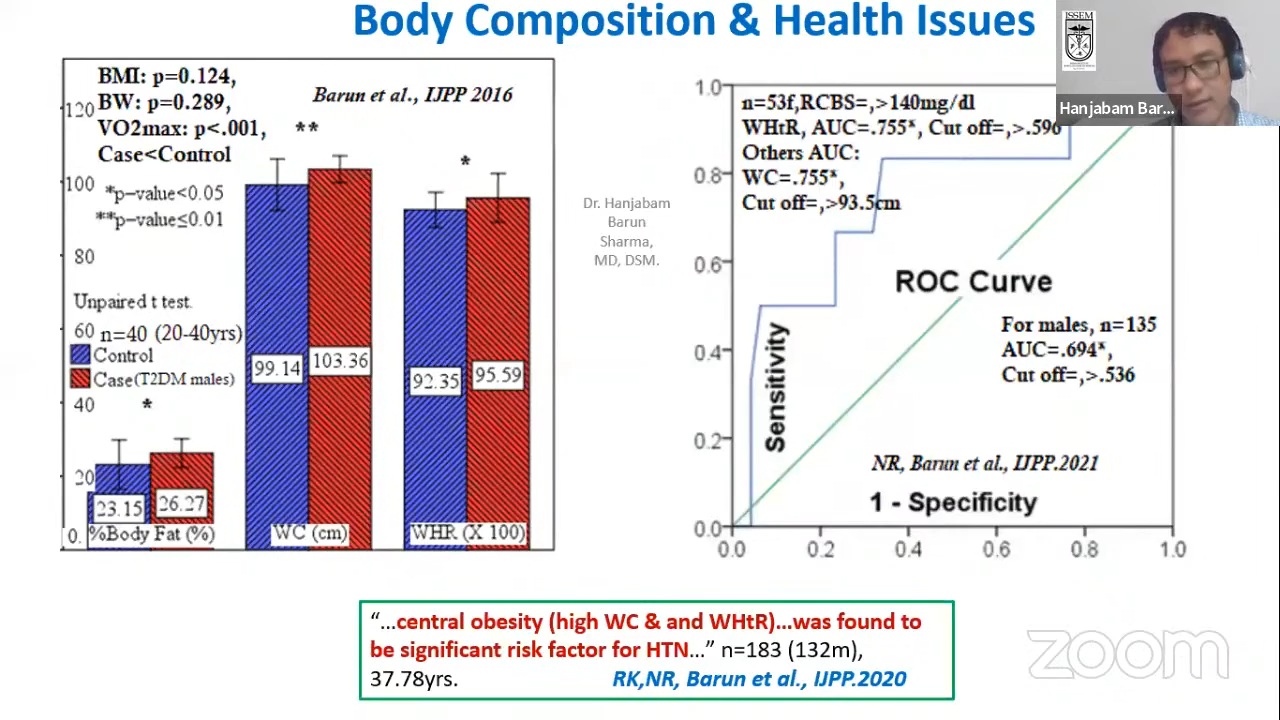 Body Composition & Health Issues
ISSEM
Hanjabam Bar...
BMI: p=0.124,
BW: p=0.289,
VO2max: p<.001,
Case<Control
*p-value<0.05
**p-value≤0.01
Barun et al., IJPP 2016
**
*
*
120
100
80
60
40
20
0.
Unpaired t test.
n=40 (20-40yrs)
Control
Case(T2DM males)
23.15
26.27
99.14
103.36
92.35
95.59
%Body Fat (%)
WC (cm)
WHR (X 100)
Dr. Hanjabam
Barun
Sharma,
MD, DSM.
n=53f,RCBS=,>140mg/dl
WHtR, AUC=.755*, Cut off=,>.596
Others AUC:
WC=.755*,
Cut off=,>93.5cm
ROC Curve
For males, n=135
AUC=.694*,
Cut off=,>.536
NR, Barun et al., IJPP.2021
Sensitivity
1 - Specificity
1.0
0.8
0.6
0.4
0.2
0.0
0.0
0.2
0.4
0.6
0.8
1.0
“...central obesity (high WC & and WHtR)...was found to
be significant risk factor for HTN...” n=183 (132m),
37.78yrs.
RK,NR, Barun et al., IJPP.2020
zoom